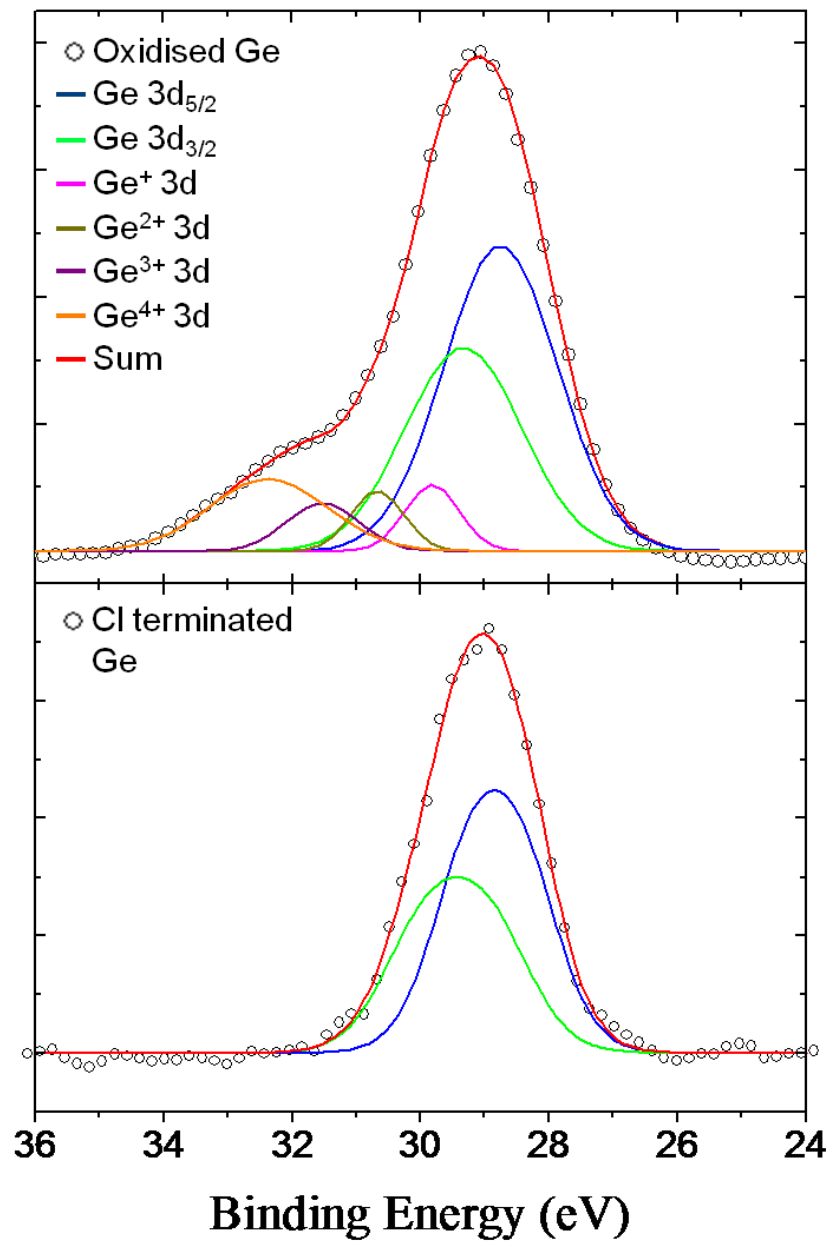 Oxidised Ge
Ge 3d5/2
Ge 3d3/2
Ge+ 3d
Ge2+ 3d
Ge3+ 3d
Ge4+ 3d
Sum
Cl terminated
Ge
36 34 32 30 28 26 24
Binding Energy (eV)